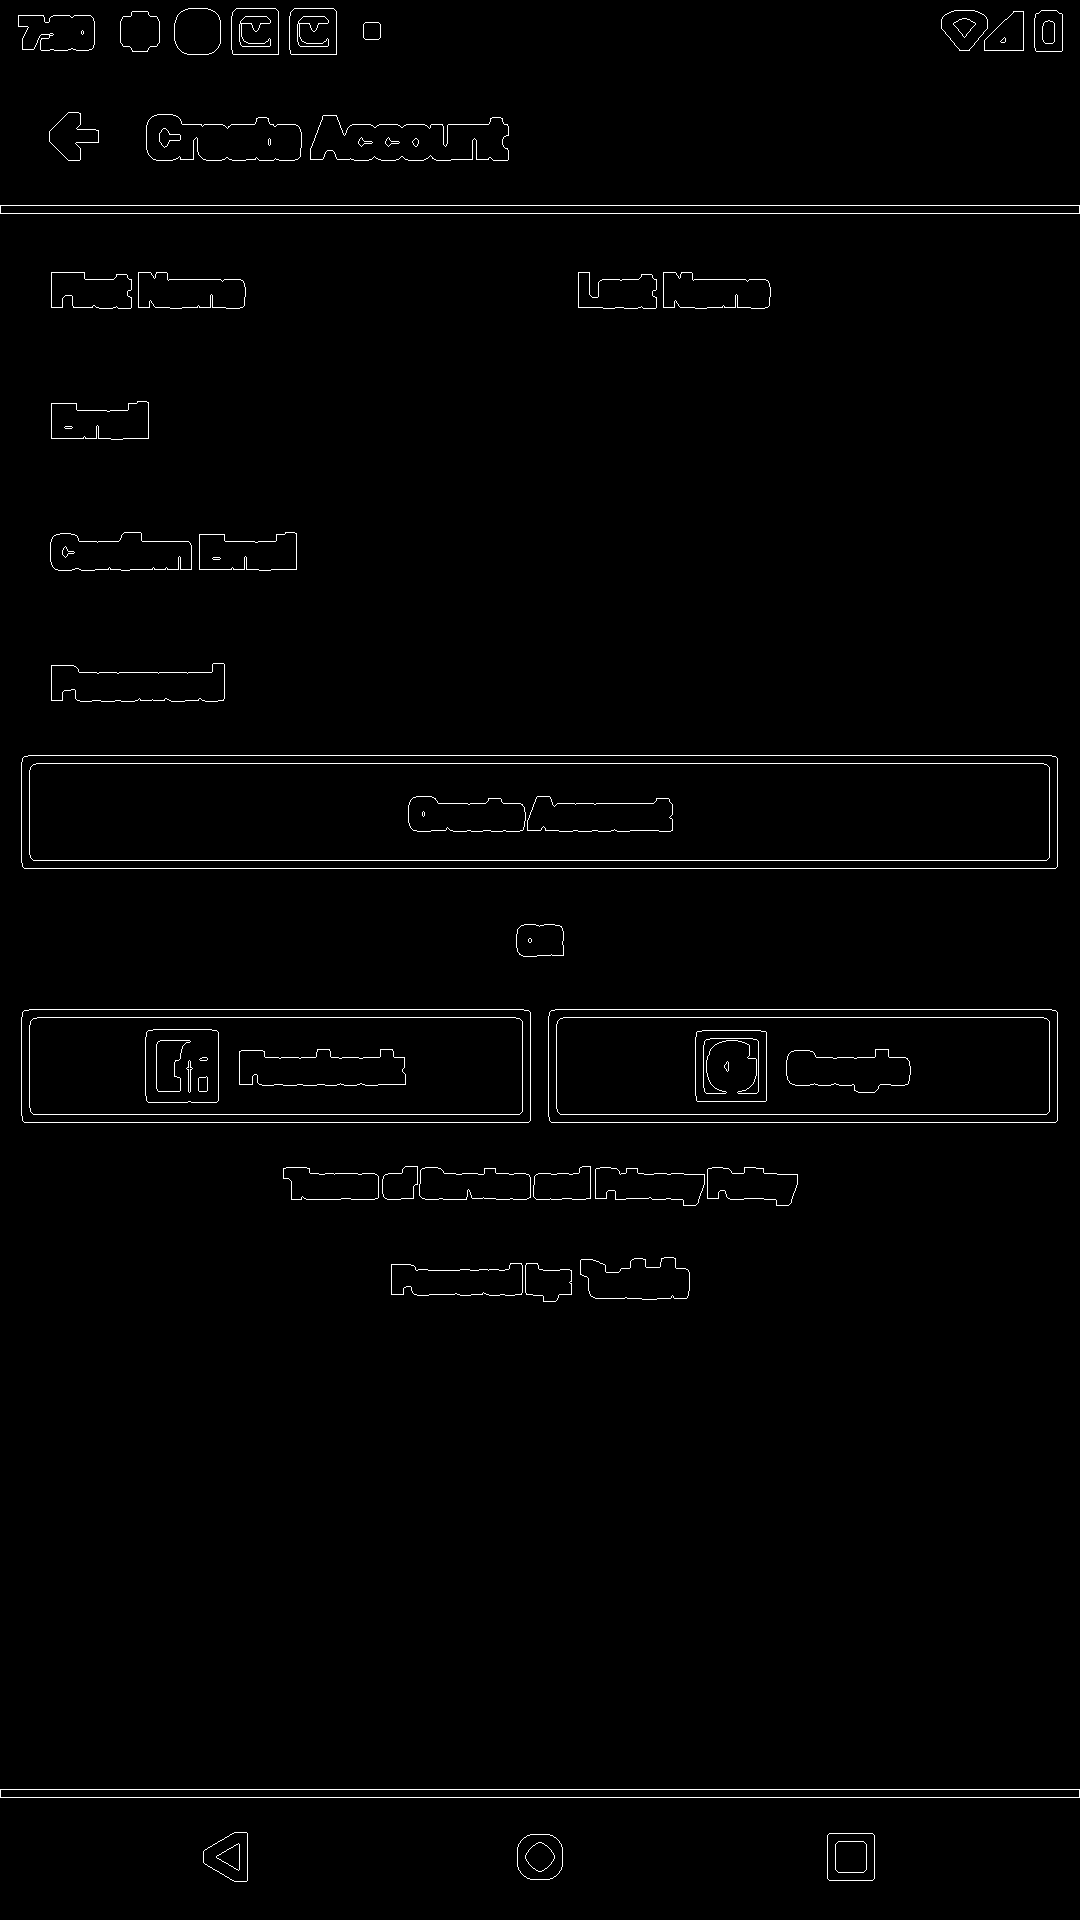 7:30
Create Account
First Name
Last Name
Email
Confirm Email
Password
Create Account
OR
Facebook
Google
Terms of Service and Privacy Policy
Powered by